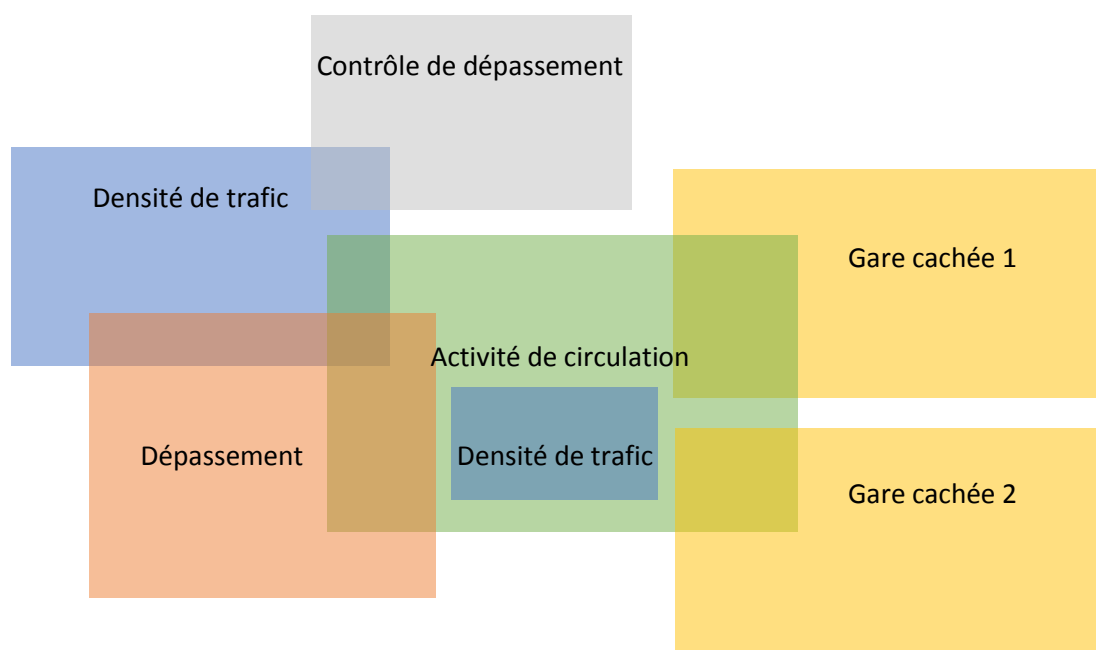 Contrôle de dépassement
Densité de trafic
Gare cachée 1
Activité de circulation
Dépassement
Densité de trafic
Gare cachée 2